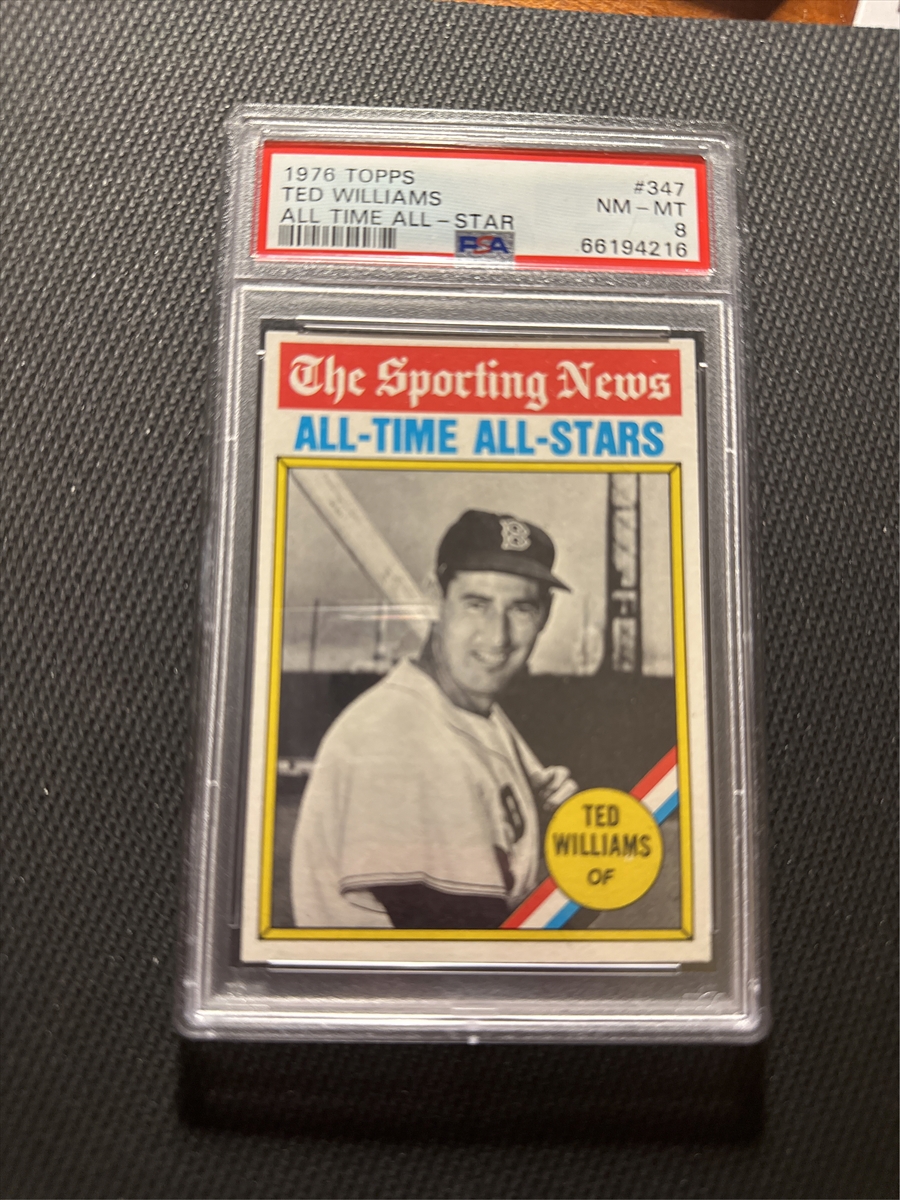 1976 TOPPS
#347
TED WILLIAMS
NM-MT
ALL TIME ALL-STAR
8
PSA
66194216
The Sporting News
ALL-TIME ALL-STARS
B
TED
WILLIAMS
OF